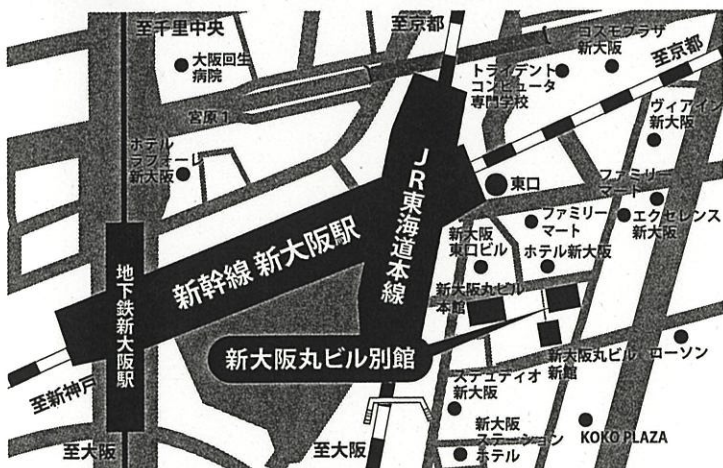 至千里中央
大阪回生
病院
至京都
コスモプラザ
新大阪
至京都
トライデント
コンピュータ
専門学校
宮原1
ヴィアイン
新大阪
ホテル
ラフォーレ
新大阪
JR東海道本線
東口
ファミリー
マート
ファミリー
マート
エクセレンス
新大阪
新大阪
東口ビル
ホテル新大阪
新幹線 新大阪駅
地下鉄新大阪駅
新大阪丸ビル
本館
新大阪丸ビル別館
新大阪丸ビル
新館
ローソン
至新神戸
ステュディオ
新大阪
新大阪
ステーション
ホテル
KOKO PLAZA
至大阪
至大阪